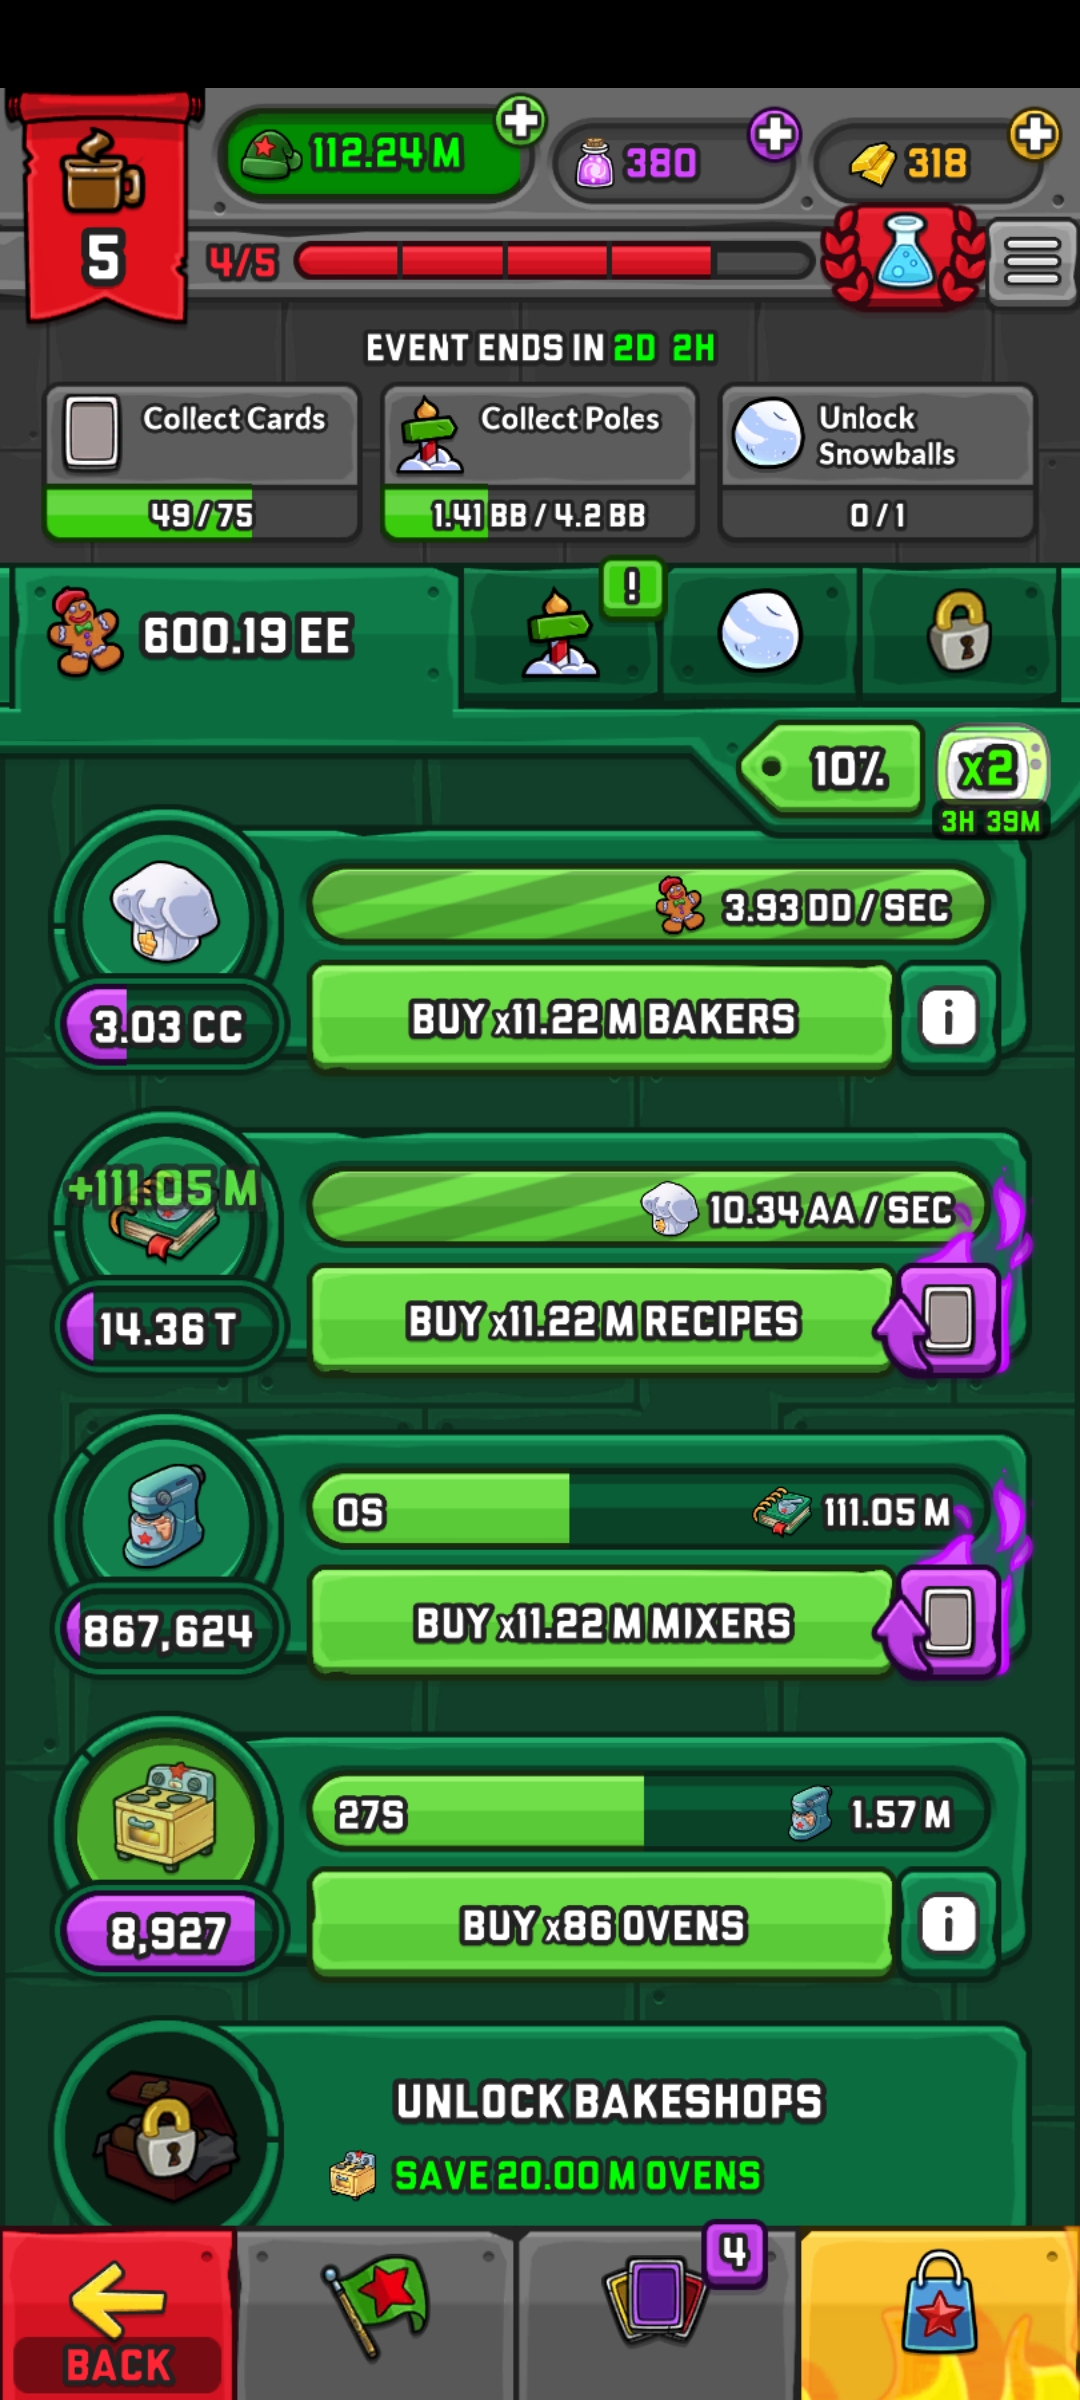 5
112.24 M
380
318
4/5
EVENT ENDS IN 2D 2H
Collect Cards
49/75
Collect Poles
1.41 BB / 4.2 BB
Unlock
Snowballs
0/1
600.19 EE
!
10%
x2
3H 39M
3.93 DD / SEC
3.03 CC
BUY x11.22 M BAKERS
i
+111.05 M
10.34 AA / SEC
14.36 T
BUY x11.22 M RECIPES
0S
111.05 M
867,624
BUY x11.22 M MIXERS
27S
1.57 M
8,927
BUY x86 OVENS
i
UNLOCK BAKESHOPS
SAVE 20.00 M OVENS
4
BACK